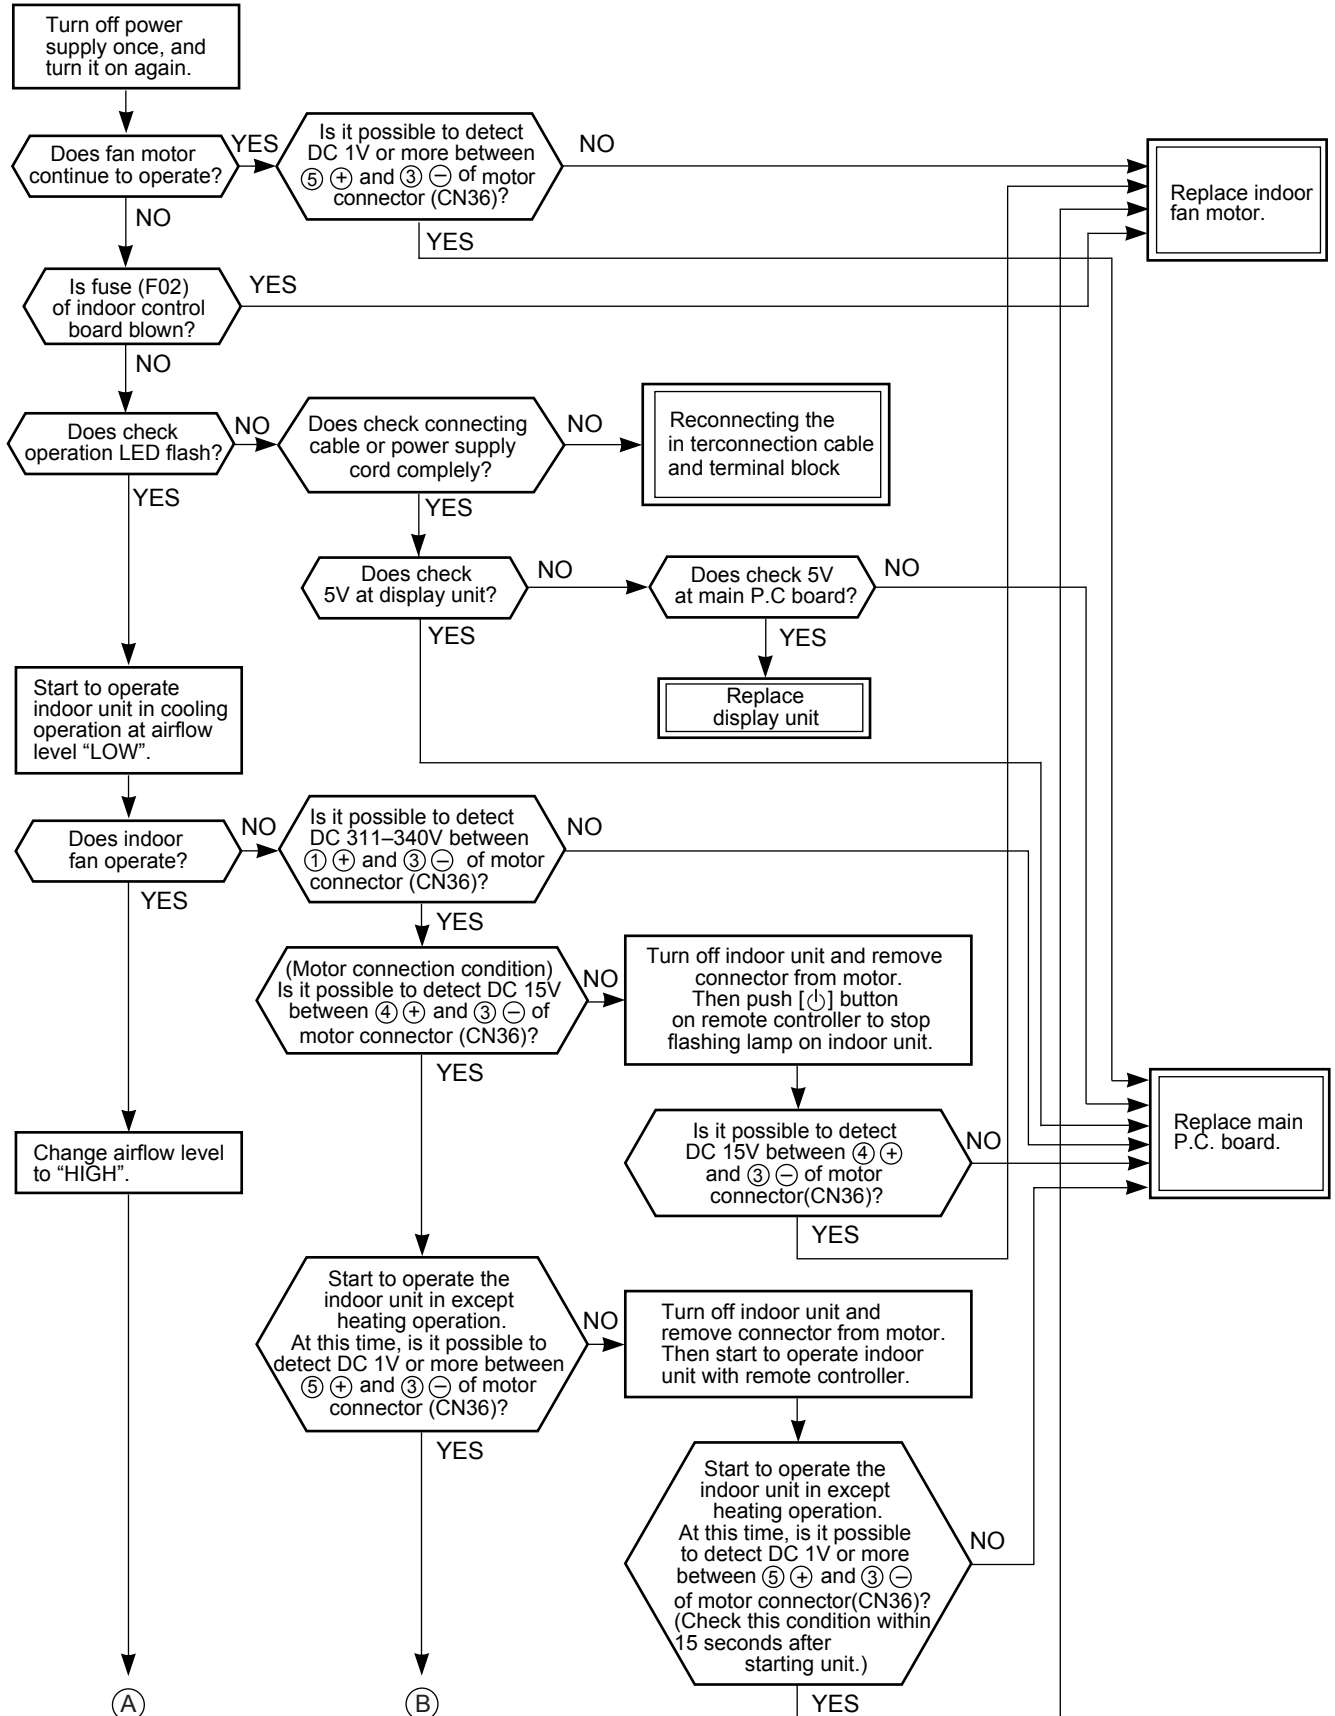 Turn off power
supply once, and
turn it on again.
Does fan motor
continue to operate?
YES
Is it possible to detect
DC 1V or more between
⑤ ⊕ and ③ ⊖ of motor
connector (CN36)?
NO
Replace indoor
fan motor.
NO
YES
Is fuse (F02)
of indoor control
board blown?
YES
NO
Does check
operation LED flash?
NO
Does check connecting
cable or power supply
cord complely?
NO
Reconnecting the
in terconnection cable
and terminal block
YES
YES
Does check
5V at display unit?
NO
Does check 5V
at main P.C board?
NO
YES
YES
Replace
display unit
Start to operate
indoor unit in cooling
operation at airflow
level “LOW”.
Does indoor
fan operate?
NO
Is it possible to detect
DC 311–340V between
① ⊕ and ③ ⊖ of motor
connector (CN36)?
NO
YES
YES
(Motor connection condition)
Is it possible to detect DC 15V
between ④ ⊕ and ③ ⊖ of
motor connector (CN36)?
NO
Turn off indoor unit and remove
connector from motor.
Then push [⏻] button
on remote controller to stop
flashing lamp on indoor unit.
YES
Change airflow level
to “HIGH”.
Is it possible to detect
DC 15V between ④ ⊕
and ③ ⊖ of motor
connector(CN36)?
NO
Replace main
P.C. board.
YES
Start to operate the
indoor unit in except
heating operation.
At this time, is it possible to
detect DC 1V or more between
⑤ ⊕ and ③ ⊖ of motor
connector (CN36)?
NO
Turn off indoor unit and
remove connector from motor.
Then start to operate indoor
unit with remote controller.
YES
Start to operate the
indoor unit in except
heating operation.
At this time, is it possible
to detect DC 1V or more
between ⑤ ⊕ and ③ ⊖
of motor connector(CN36)?
(Check this condition within
15 seconds after
starting unit.)
NO
YES
Ⓐ
Ⓑ